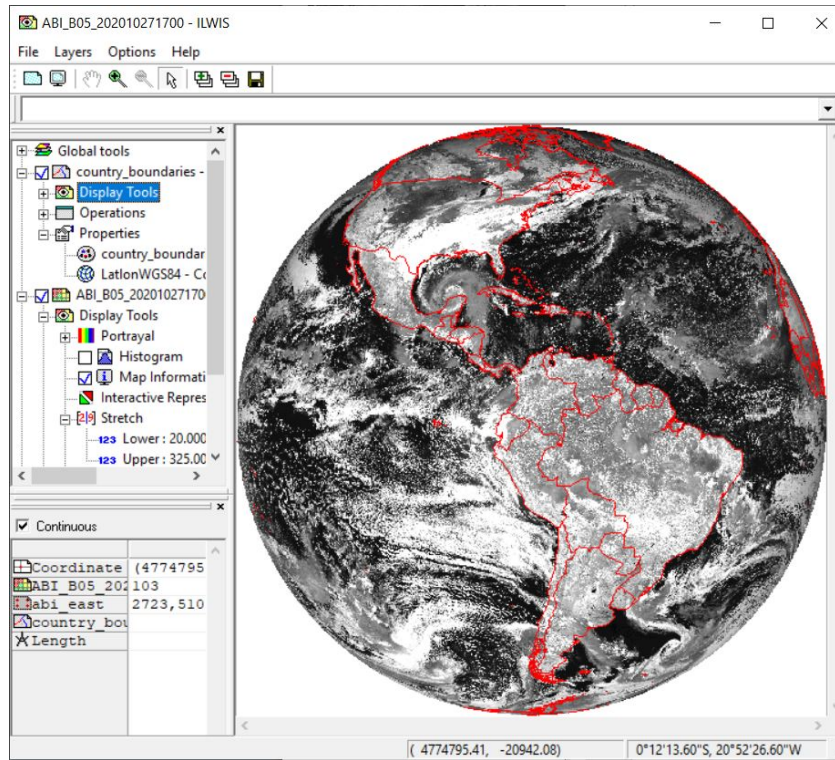 ABI_B05_202010271700 - ILWIS
File Layers Options Help
Global tools
country_boundaries -
Display Tools
Operations
Properties
country_boundar
LatlonWGS84 - Co
ABI_B05_20201027170
Display Tools
Portrayal
Histogram
Map Informati
Interactive Repres
Stretch
123 Lower : 20.000
123 Upper : 325.00
Continuous
Coordinate (4774795
ABI_B05_202 103
abi_east 2723,510
country_bou
Length
( 4774795.41, -20942.08) 0°12'13.60"S, 20°52'26.60"W